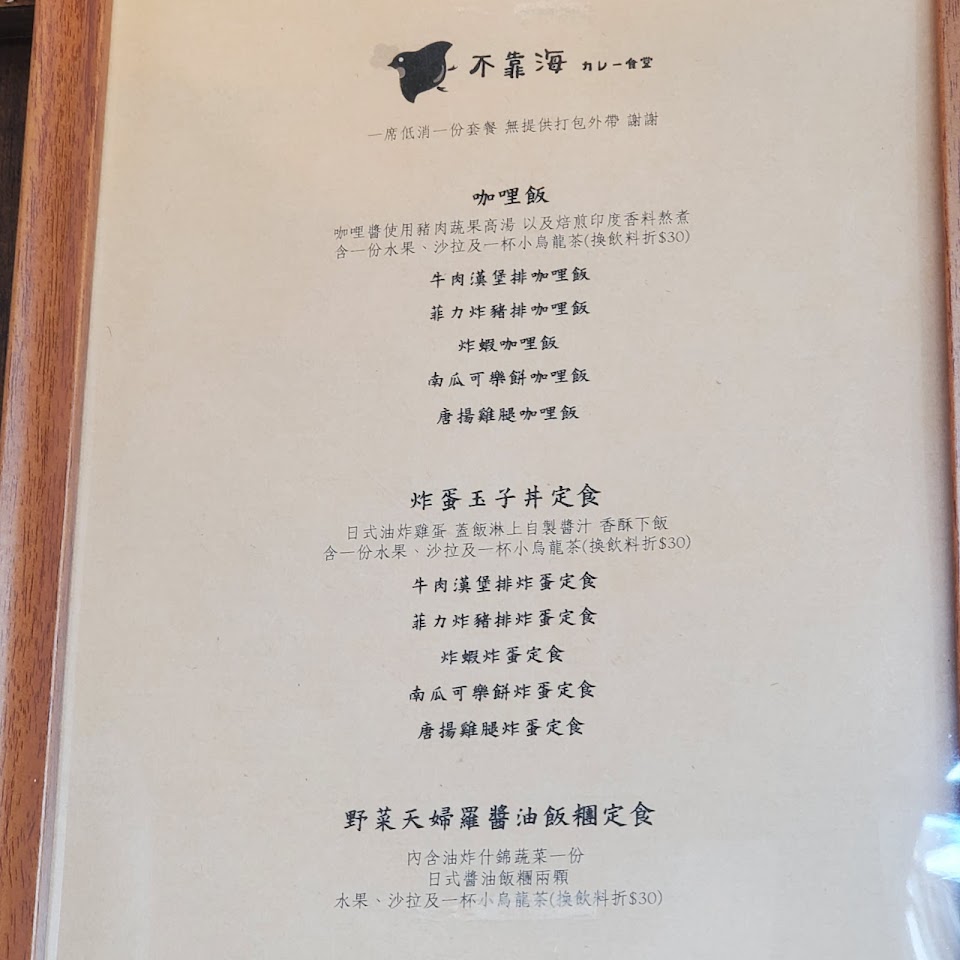 不靠海 カレー食堂
一席低消一份套餐 無提供打包外帶 謝謝
咖哩飯
咖哩醬使用豬肉蔬果高湯 以及焙煎印度香料熬煮
含一份水果、沙拉及一杯小烏龍茶(換飲料折$30)
牛肉漢堡排咖哩飯
菲力炸豬排咖哩飯
炸蝦咖哩飯
南瓜可樂餅咖哩飯
唐揚雞腿咖哩飯
炸蛋玉子丼定食
日式油炸雞蛋 蓋飯淋上自製醬汁 香酥下飯
含一份水果、沙拉及一杯小烏龍茶(換飲料折$30)
牛肉漢堡排炸蛋定食
菲力炸豬排炸蛋定食
炸蝦炸蛋定食
南瓜可樂餅炸蛋定食
唐揚雞腿炸蛋定食
野菜天婦羅醬油飯糰定食
內含油炸什錦蔬菜一份
日式醬油飯糰兩顆
水果、沙拉及一杯小烏龍茶(換飲料折$30)